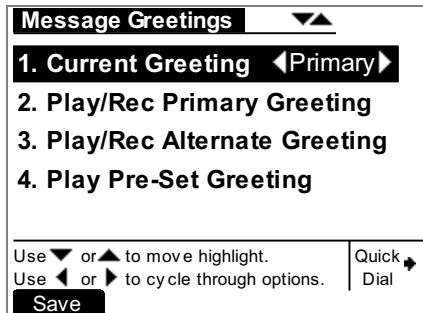 Message Greetings ▼▲
1. Current Greeting ◀Primary▶
2. Play/Rec Primary Greeting
3. Play/Rec Alternate Greeting
4. Play Pre-Set Greeting
Use ▼ or ▲ to move highlight.
Use ◀ or ▶ to cycle through options.
Quick
Dial
Save